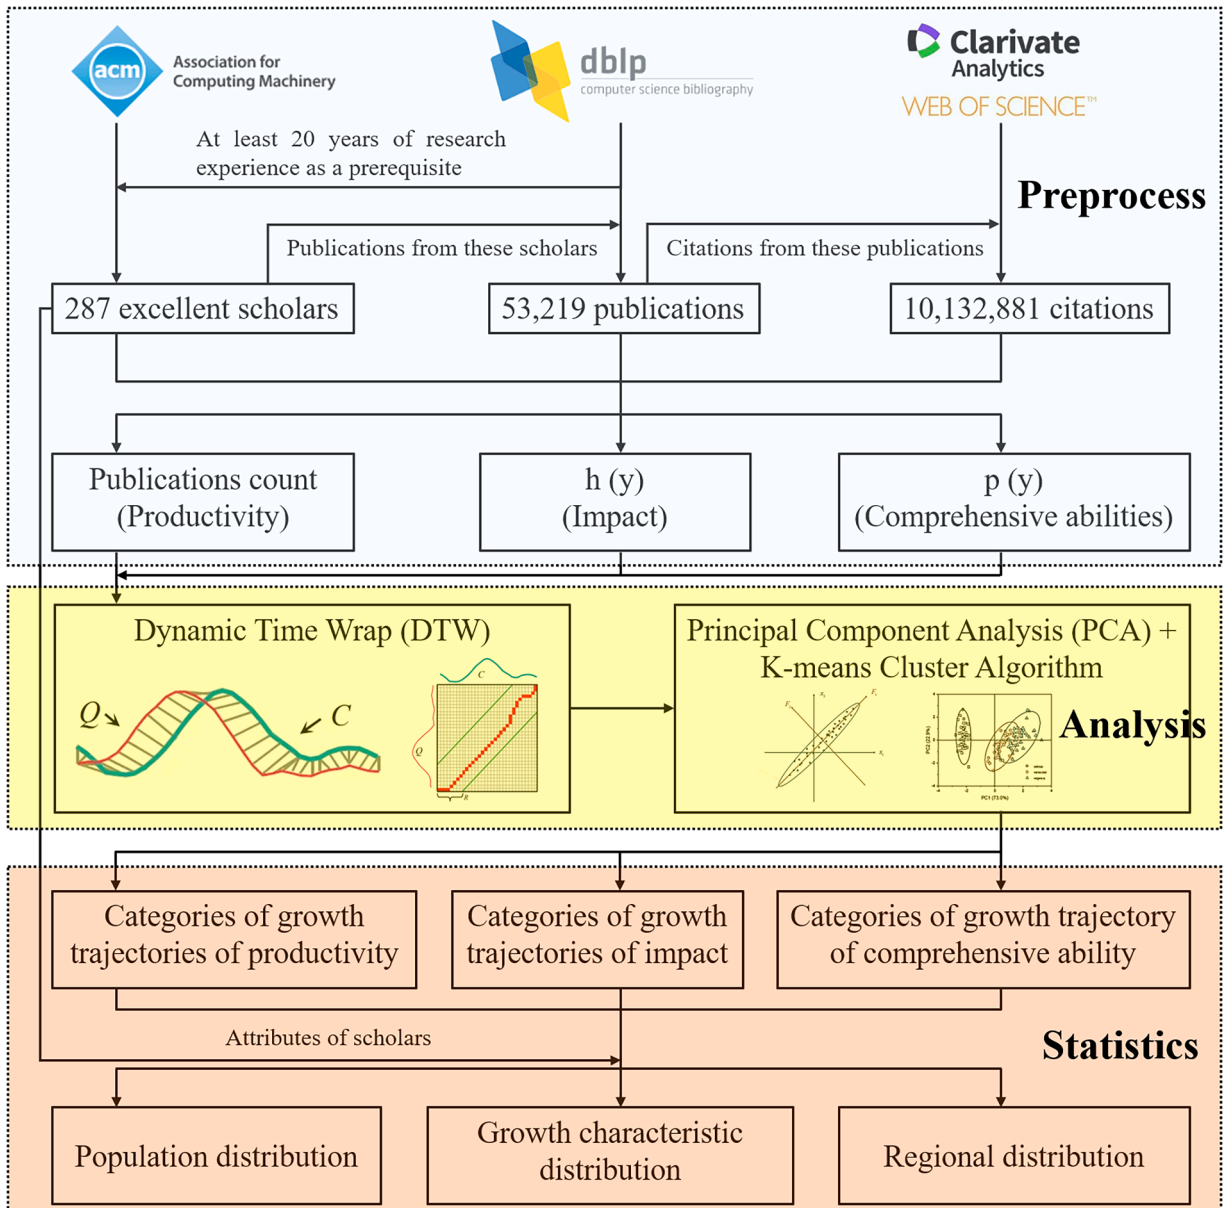 acm
Association for
Computing Machinery
dblp
computer science bibliography
Clarivate
Analytics
WEB OF SCIENCE™
At least 20 years of research
experience as a prerequisite
Preprocess
Publications from these scholars
Citations from these publications
287 excellent scholars
53,219 publications
10,132,881 citations
Publications count
(Productivity)
h (y)
(Impact)
p (y)
(Comprehensive abilities)
Dynamic Time Wrap (DTW)
Q
C
C
Q
R
Principal Component Analysis (PCA) +
K-means Cluster Algorithm
PC1 (73.0%)
Analysis
Categories of growth
trajectories of productivity
Categories of growth
trajectories of impact
Categories of growth trajectory
of comprehensive ability
Attributes of scholars
Statistics
Population distribution
Growth characteristic
distribution
Regional distribution